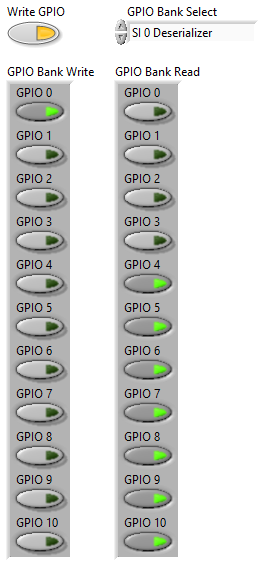 Write GPIO
GPIO Bank Select
SI 0 Deserializer
GPIO Bank Write
GPIO Bank Read
GPIO 0
GPIO 0
GPIO 1
GPIO 1
GPIO 2
GPIO 2
GPIO 3
GPIO 3
GPIO 4
GPIO 4
GPIO 5
GPIO 5
GPIO 6
GPIO 6
GPIO 7
GPIO 7
GPIO 8
GPIO 8
GPIO 9
GPIO 9
GPIO 10
GPIO 10